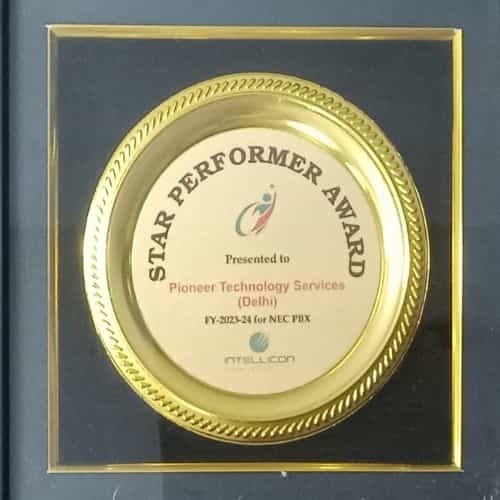 STAR PERFORMER AWARD
Presented to
Pioneer Technology Services
(Delhi)
FY-2023-24 for NEC PBX
INTELLICON